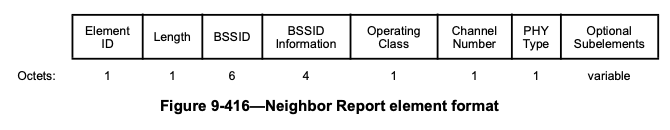 Element ID Length BSSID BSSID Information Operating Class Channel Number PHY Type Optional Subelements
Octets: 1 1 6 4 1 1 1 variable
Figure 9-416—Neighbor Report element format